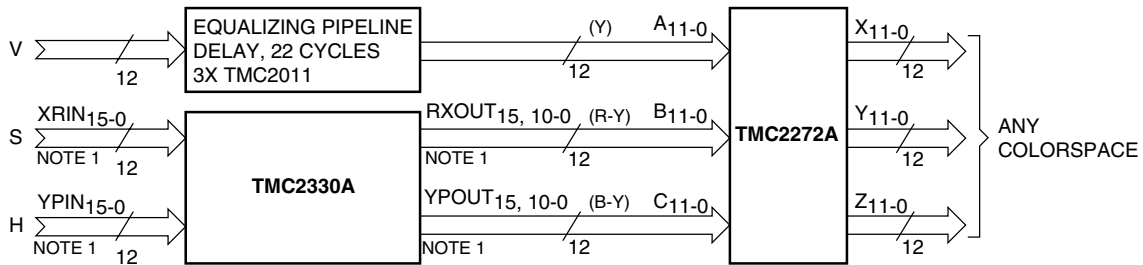 V
12
EQUALIZING PIPELINE
DELAY, 22 CYCLES
3X TMC2011
(Y)
12
A11-0
X11-0
12
S
XRIN15-0
NOTE 1
12
RXOUT15, 10-0
NOTE 1
(R-Y)
12
B11-0
TMC2272A
Y11-0
12
ANY
COLORSPACE
TMC2330A
H
YPIN15-0
NOTE 1
12
YPOUT15, 10-0
NOTE 1
(B-Y)
12
C11-0
Z11-0
12